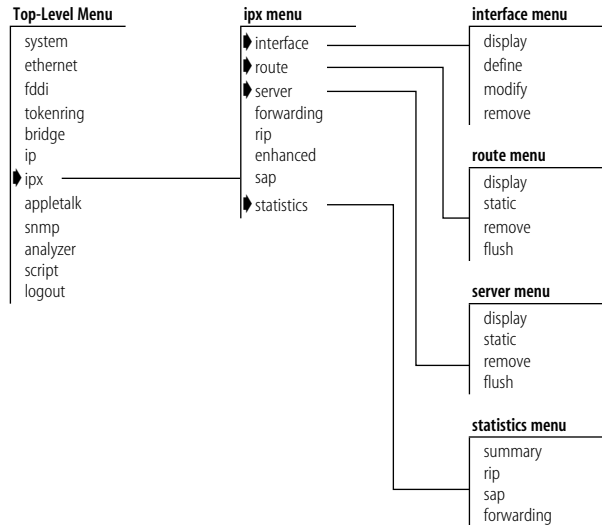 Top-Level Menu
system
ethernet
fddi
tokenring
bridge
ip
ipx
appletalk
snmp
analyzer
script
logout
ipx menu
interface
route
server
forwarding
rip
enhanced
sap
statistics
interface menu
display
define
modify
remove
route menu
display
static
remove
flush
server menu
display
static
remove
flush
statistics menu
summary
rip
sap
forwarding